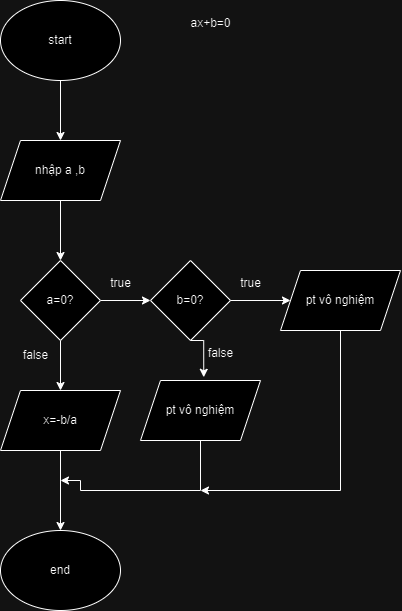 start
ax+b=0
nhập a ,b
a=0?
true
b=0?
true
pt vô nghiệm
false
false
x=-b/a
pt vô nghiệm
end